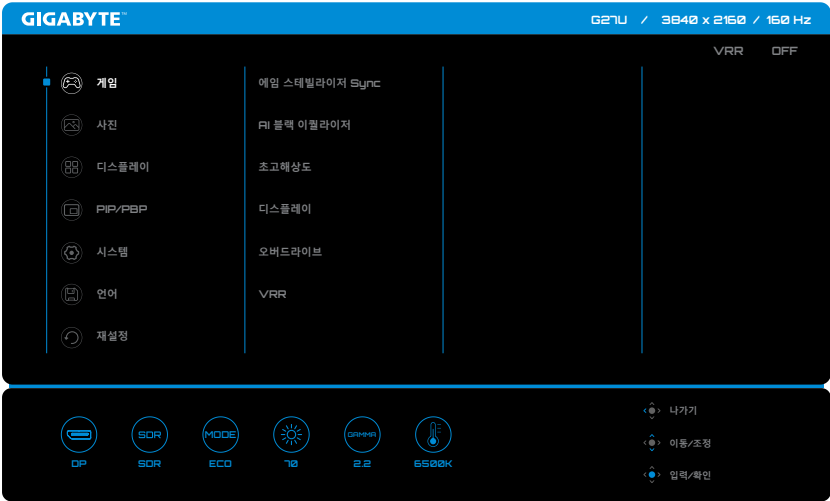 GIGABYTE™
G27U / 3840 x 2160 / 160 Hz
VRR OFF
게임
사진
디스플레이
PIP/PBP
시스템
언어
재설정
에임 스테빌라이저 Sync
AI 블랙 이퀄라이저
초고해상도
디스플레이
오버드라이브
VRR
DP
SDR
SDR
MODE
ECO
70
GAMMA
2.2
6500K
나가기
이동/조정
입력/확인